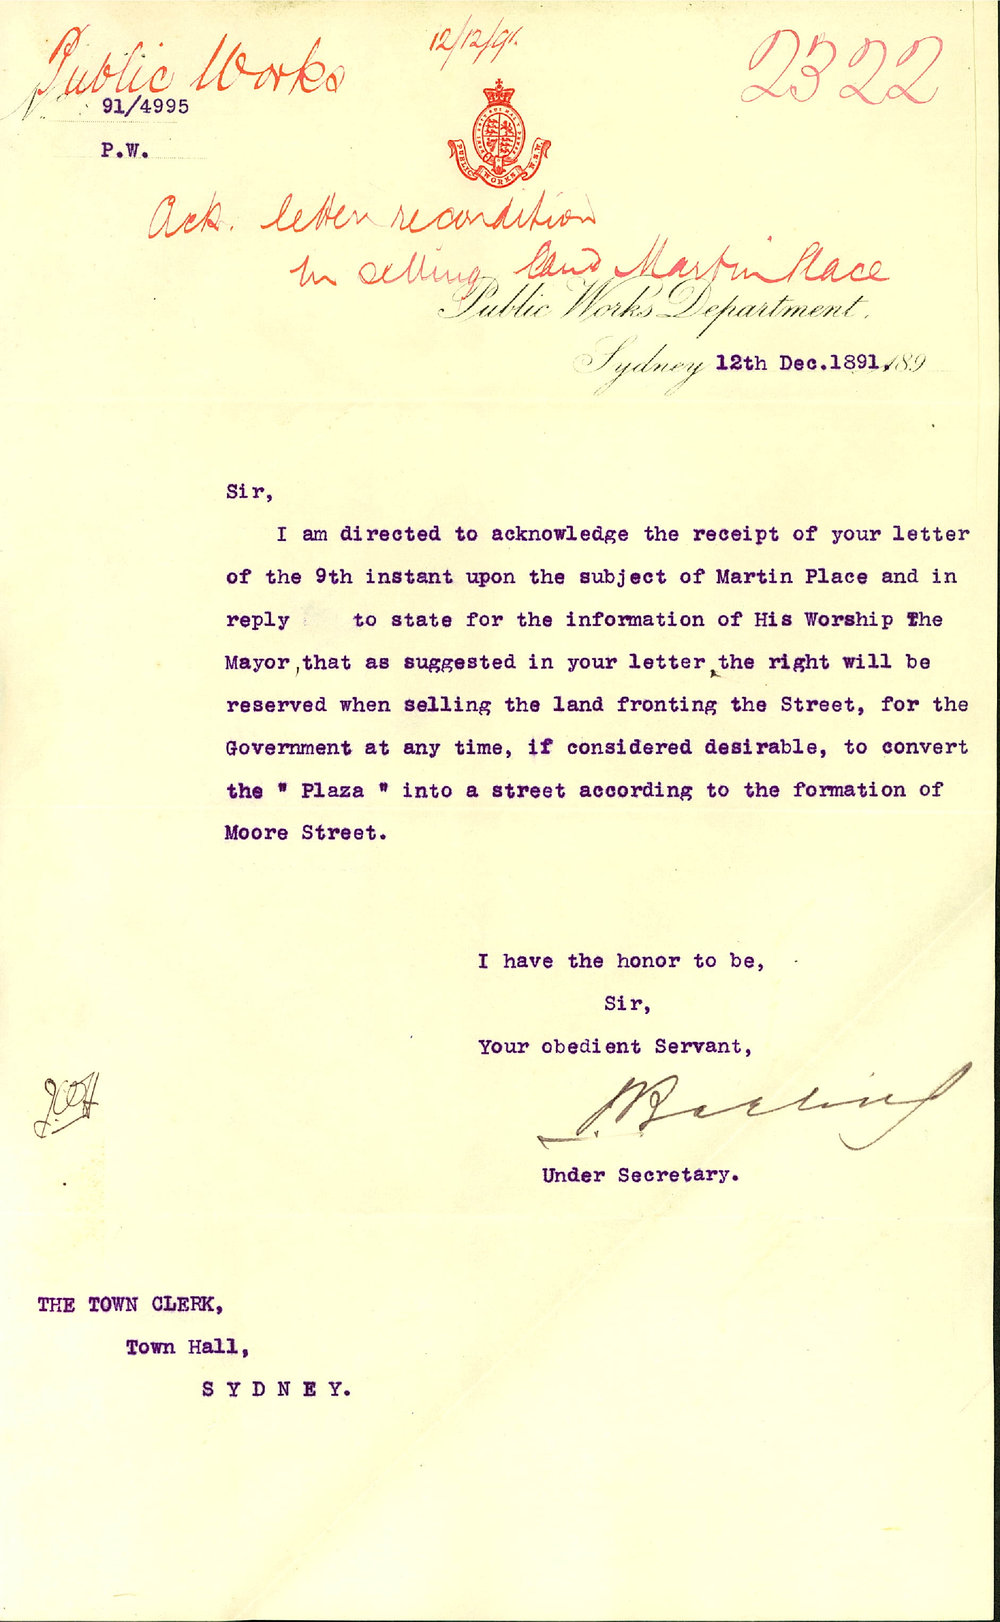 Public Works
12/12/91.
2322
91/4995
P.W.
PUBLIC WORKS N.S.W.
Ack. letter re condition
in selling land Martin Place
Public Works Department.
Sydney 12th Dec.1891. 189
Sir,
I am directed to acknowledge the receipt of your letter
of the 9th instant upon the subject of Martin Place and in
reply to state for the information of His Worship The
Mayor, that as suggested in your letter, the right will be
reserved when selling the land fronting the Street, for the
Government at any time, if considered desirable, to convert
the " Plaza " into a street according to the formation of
Moore Street.
I have the honor to be,
Sir,
Your obedient Servant,
Under Secretary.
THE TOWN CLERK,
Town Hall,
S Y D N E Y.